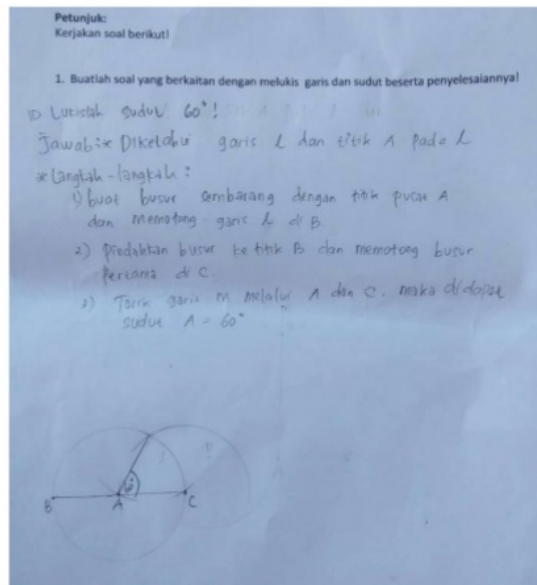 Petunjuk:
Kerjakan soal berikut!
1. Buatlah soal yang berkaitan dengan melukis garis dan sudut beserta penyelesaiannya!
1) Lukislah sudut 60°!
Jawab: * Diketahui garis l dan titik A pada l
* Langkah-langkah:
1) buat busur sembarang dengan titik pusat A
dan memotong garis l di B.
2) Pindahkan busur ke titik B dan memotong busur
pertama di C.
3) Tarik garis m melalui A dan C. maka didapat
sudut A = 60°
B
A
C